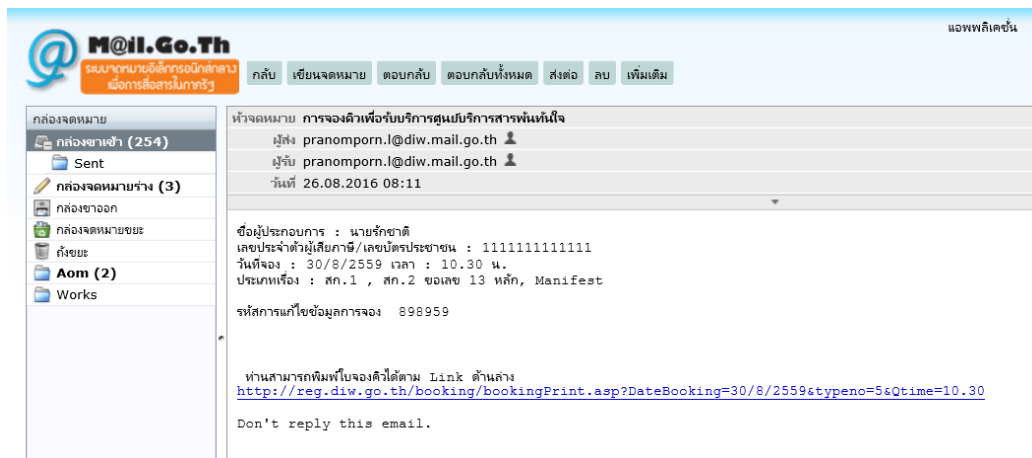 แอพพลิเคชั่น
M@il.Go.Th
ระบบจดหมายอิเล็กทรอนิกส์กลาง
เพื่อการสื่อสารในภาครัฐ
กลับ เขียนจดหมาย ตอบกลับ ตอบกลับทั้งหมด ส่งต่อ ลบ เพิ่มเติม
กล่องจดหมาย
กล่องขาเข้า (254)
Sent
กล่องจดหมายร่าง (3)
กล่องขาออก
กล่องจดหมายขยะ
ถังขยะ
Aom (2)
Works
หัวจดหมาย การจองคิวเพื่อรับบริการศูนย์บริการสารพันทันใจ
ผู้ส่ง pranomporn.l@diw.mail.go.th
ผู้รับ pranomporn.l@diw.mail.go.th
วันที่ 26.08.2016 08:11
ชื่อผู้ประกอบการ : นายรักชาติ
เลขประจำตัวผู้เสียภาษี/เลขบัตรประชาชน : 1111111111111
วันที่จอง : 30/8/2559 เวลา : 10.30 น.
ประเภทเรื่อง : สก.1 , สก.2 ขอเลข 13 หลัก, Manifest
รหัสการแก้ไขข้อมูลการจอง 898959
ท่านสามารถพิมพ์ใบจองคิวได้ตาม Link ด้านล่าง
http://reg.diw.go.th/booking/bookingPrint.asp?DateBooking=30/8/2559&typeno=5&Qtime=10.30
Don't reply this email.